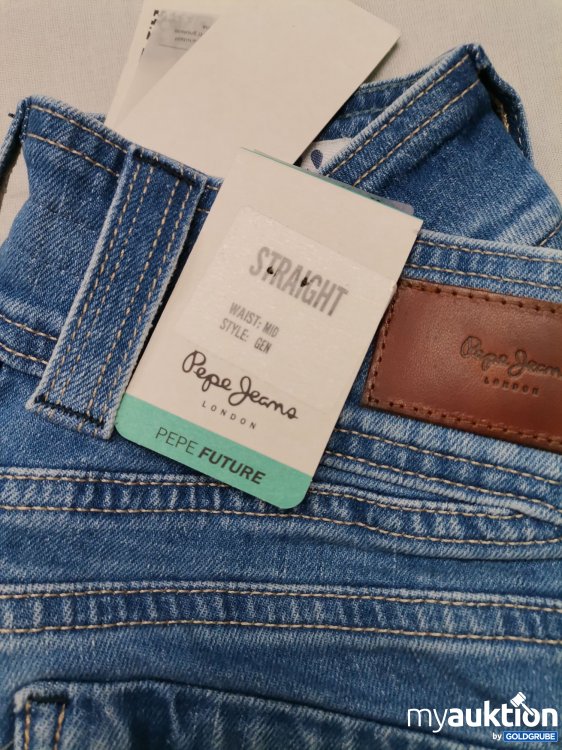 STRAIGHT
WAIST: MID
STYLE: GEN
Pepe Jeans
LONDON
PEPE FUTURE
Pepe Jeans
LONDON
myauktion
by GOLDGRUBE